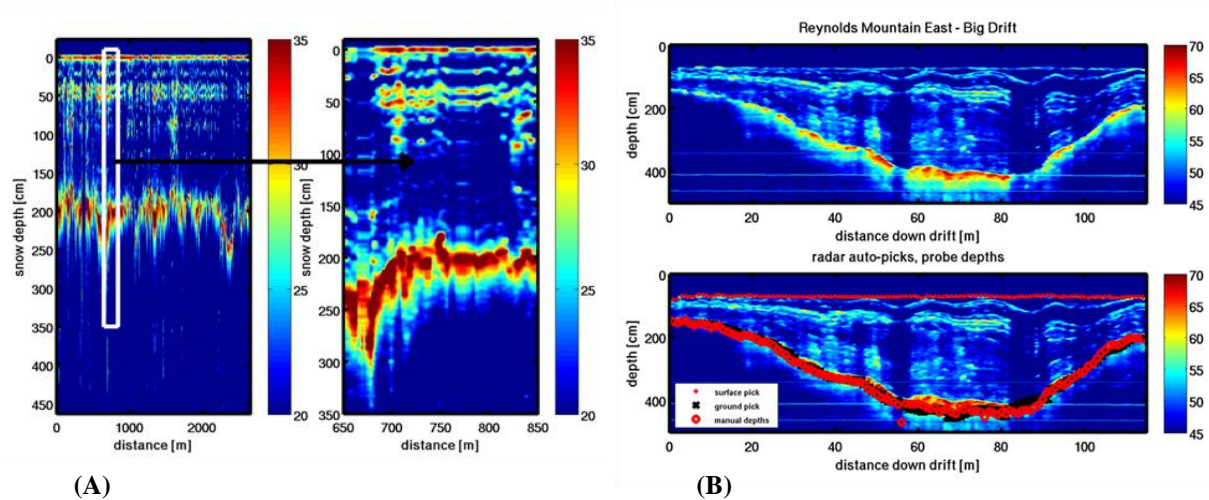 0
50
100
150
200
250
300
350
400
450
snow depth [cm]
0 1000 2000
distance [m]
35
30
25
20
0
50
100
150
200
250
300
350
snow depth [cm]
650 700 750 800 850
distance [m]
35
30
25
20
(A)
Reynolds Mountain East - Big Drift
0
200
400
depth [cm]
0 20 40 60 80 100
distance down drift [m]
70
65
60
55
50
45
radar auto-picks, probe depths
0
200
400
depth [cm]
surface pick
ground pick
manual depths
0 20 40 60 80 100
distance down drift [m]
70
65
60
55
50
45
(B)